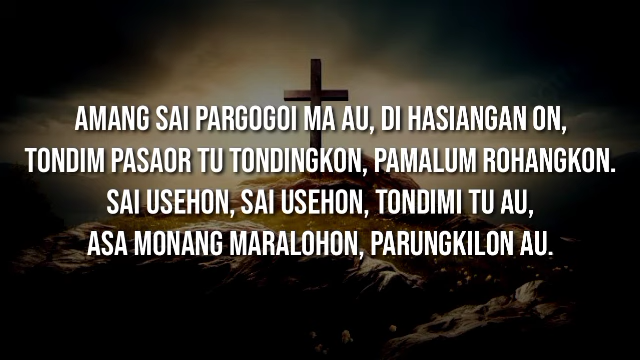 AMANG SAI PARGOGOI MA AU, DI HASIANGAN ON,
TONDIM PASAOR TU TONDINGKON, PAMALUM ROHANGKON.
SAI USEHON, SAI USEHON, TONDIMI TU AU,
ASA MONANG MARALOHON, PARUNGKILON AU.